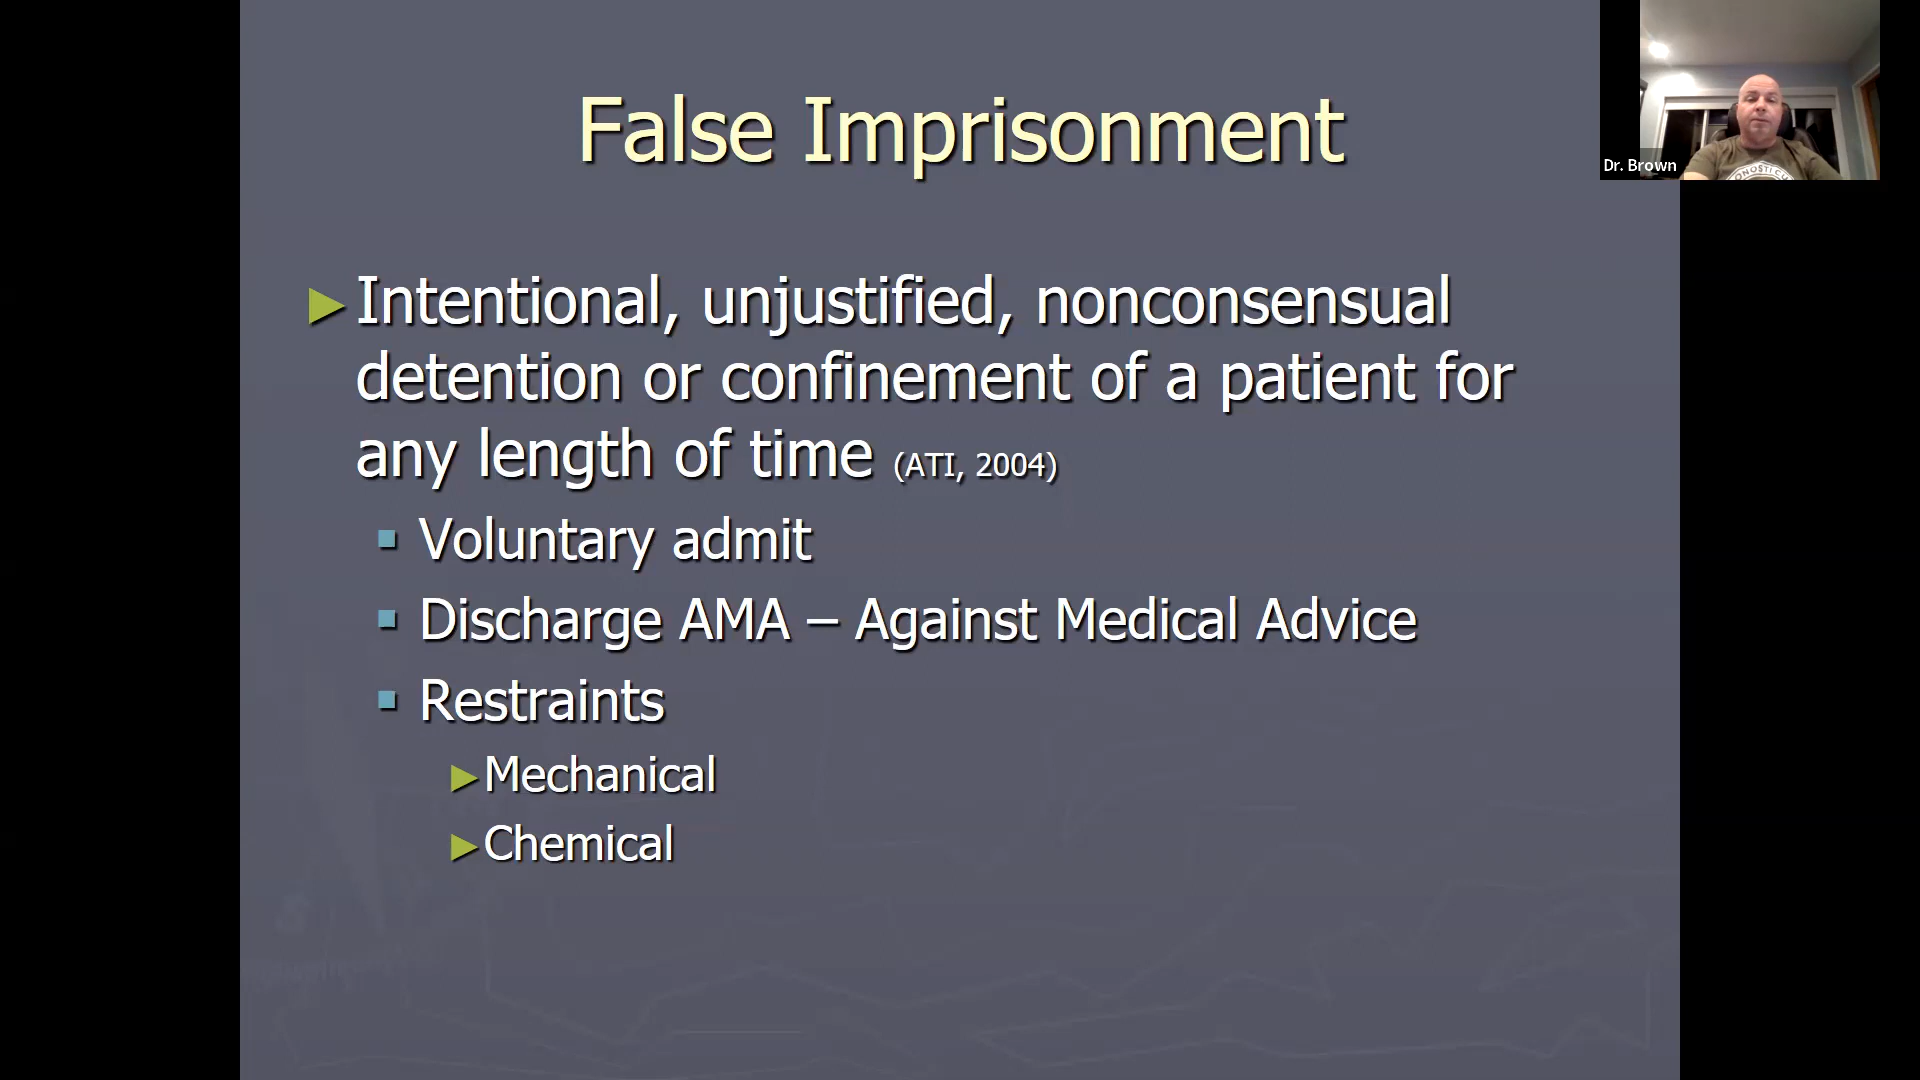 False Imprisonment
Dr. Brown
►Intentional, unjustified, nonconsensual
detention or confinement of a patient for
any length of time (ATI, 2004)
▪ Voluntary admit
▪ Discharge AMA – Against Medical Advice
▪ Restraints
►Mechanical
►Chemical